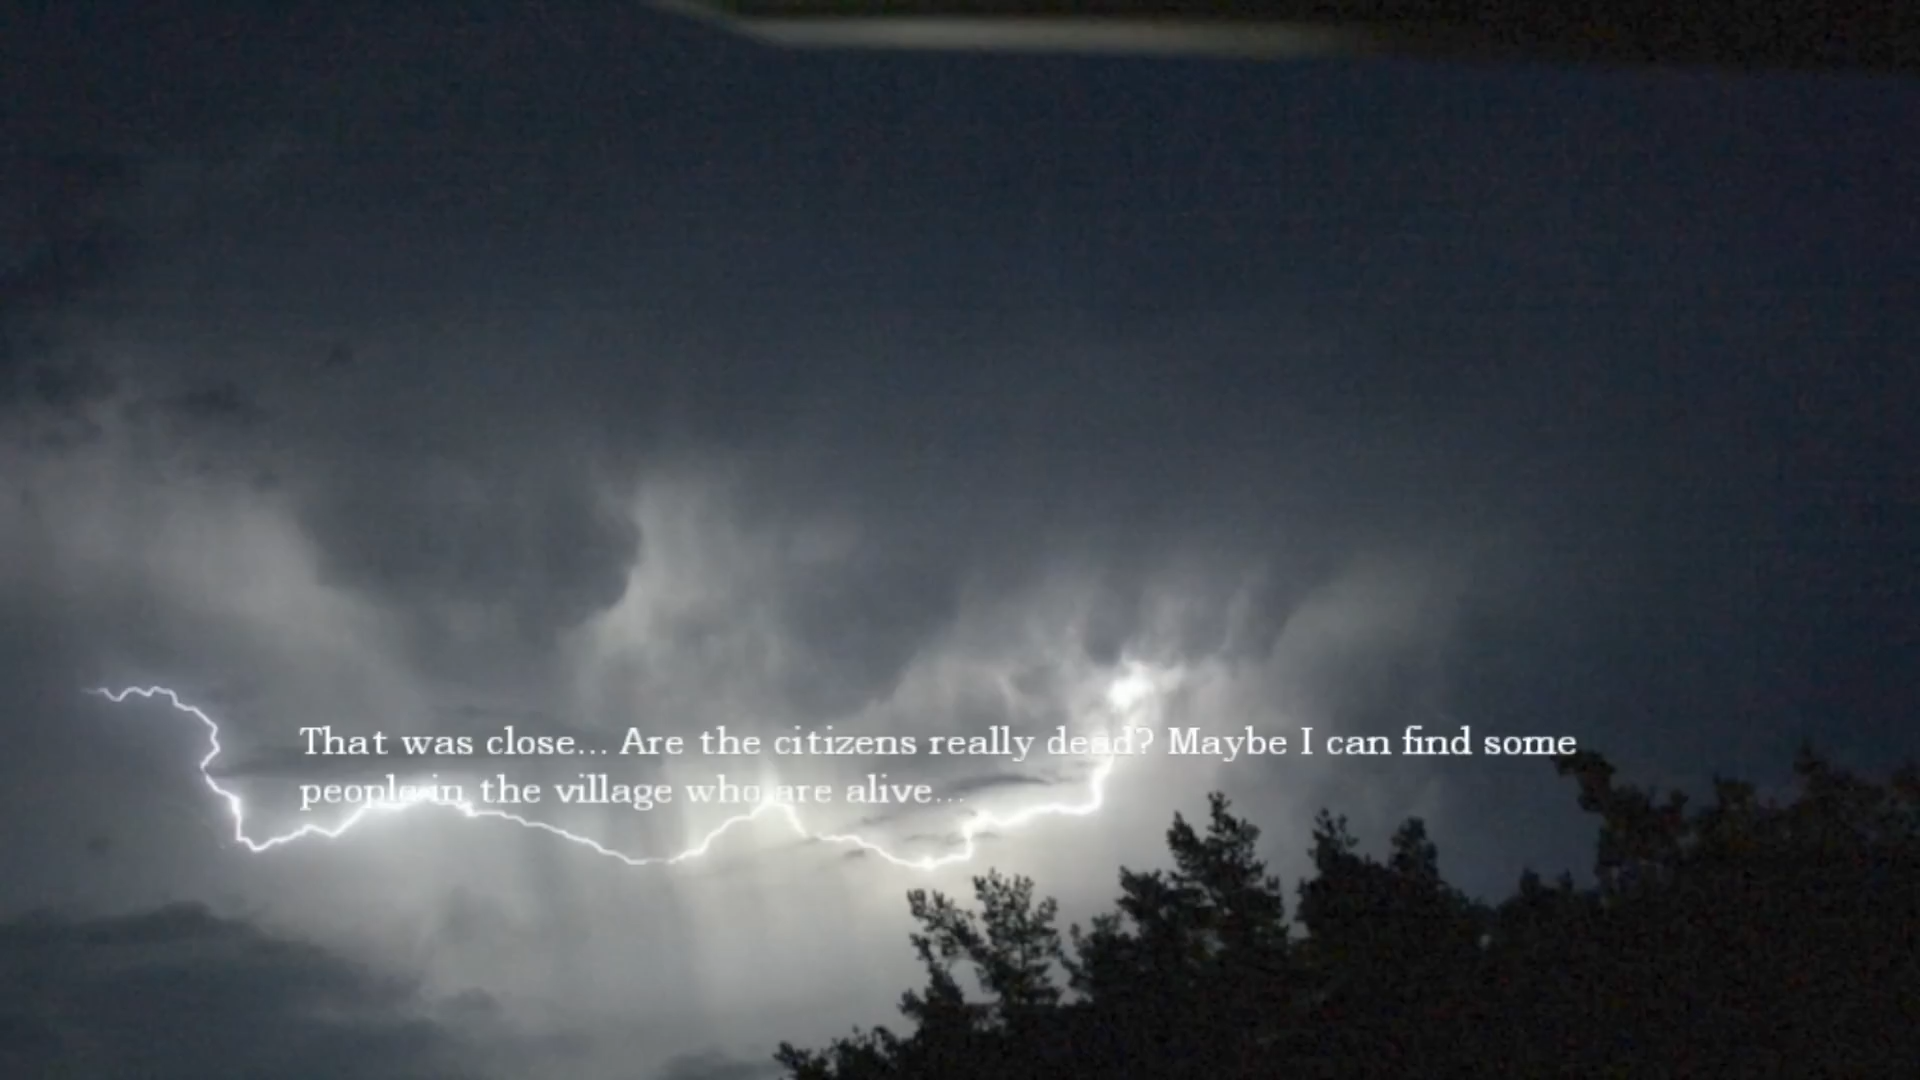 That was close... Are the citizens really dead? Maybe I can find some
people in the village who are alive...